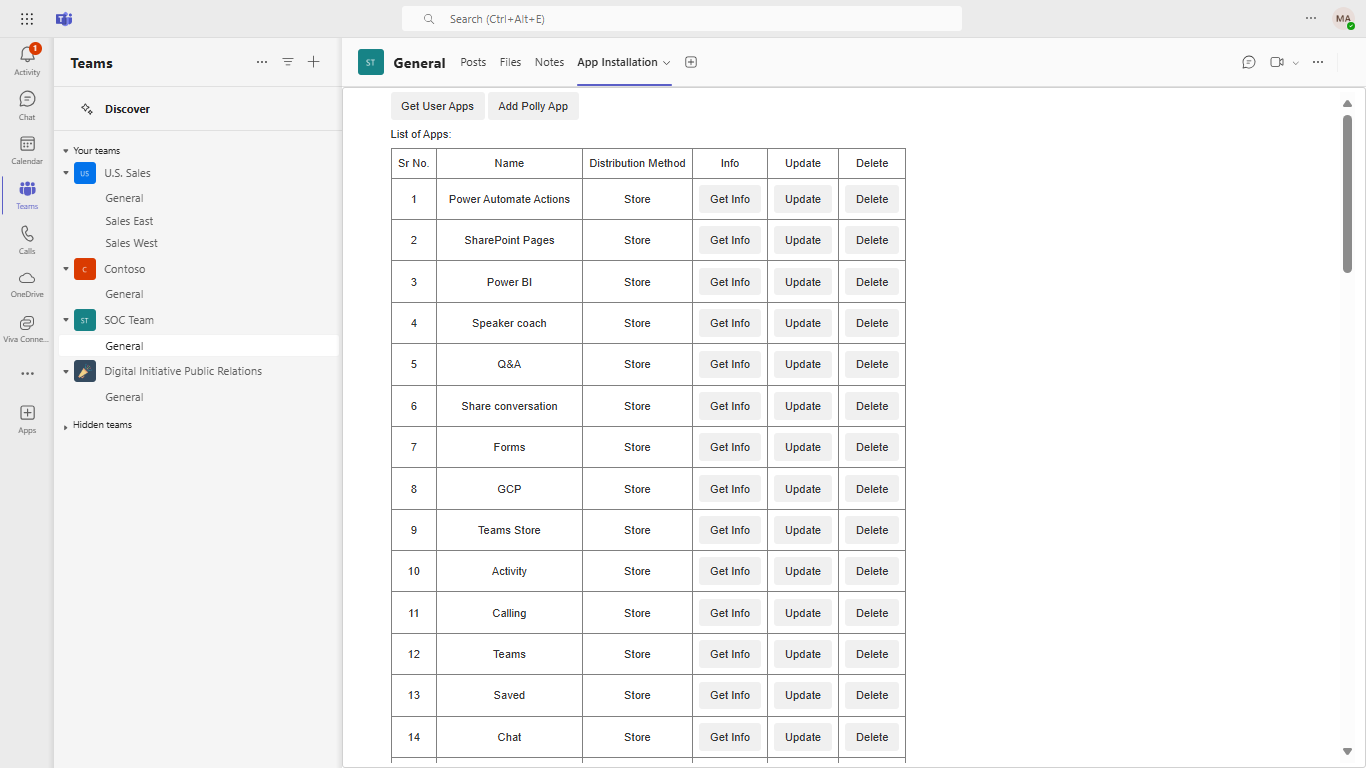 Search (Ctrl+Alt+E)
MA
1
Activity
Chat
Calendar
Teams
Calls
OneDrive
Viva Conne...
Apps
Teams
Discover
Your teams
US U.S. Sales
General
Sales East
Sales West
C Contoso
General
ST SOC Team
General
Digital Initiative Public Relations
General
Hidden teams
ST General Posts Files Notes App Installation
Get User Apps Add Polly App
List of Apps:
Sr No. Name Distribution Method Info Update Delete
1 Power Automate Actions Store Get Info Update Delete
2 SharePoint Pages Store Get Info Update Delete
3 Power BI Store Get Info Update Delete
4 Speaker coach Store Get Info Update Delete
5 Q&A Store Get Info Update Delete
6 Share conversation Store Get Info Update Delete
7 Forms Store Get Info Update Delete
8 GCP Store Get Info Update Delete
9 Teams Store Store Get Info Update Delete
10 Activity Store Get Info Update Delete
11 Calling Store Get Info Update Delete
12 Teams Store Get Info Update Delete
13 Saved Store Get Info Update Delete
14 Chat Store Get Info Update Delete